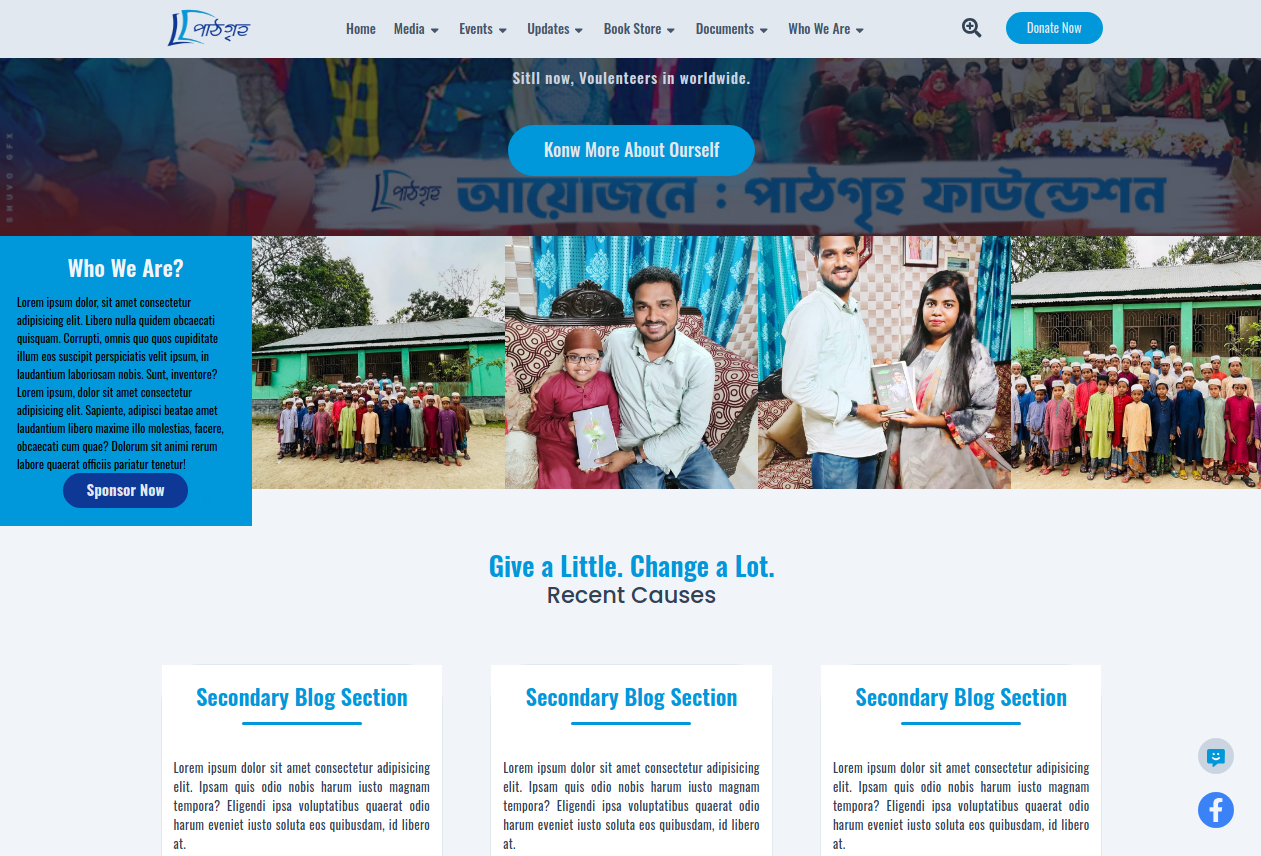 পাঠগৃহ
Home Media Events Updates Book Store Documents Who We Are
Donate Now
Sitll now, Voulenteers in worldwide.
Konw More About Ourself
SHUVO GFX
পাঠগৃহ আয়োজনে : পাঠগৃহ ফাউন্ডেশন
Who We Are?
Lorem ipsum dolor, sit amet consectetur
adipisicing elit. Libero nulla quidem obcaecati
quisquam. Corrupti, omnis quo quos cupiditate
illum eos suscipit perspiciatis velit ipsum, in
laudantium laboriosam nobis. Sunt, inventore?
Lorem ipsum, dolor sit amet consectetur
adipisicing elit. Sapiente, adipisci beatae amet
laudantium libero maxime illo molestias, facere,
obcaecati cum quae? Dolorum sit animi rerum
labore quaerat officiis pariatur tenetur!
Sponsor Now
Give a Little. Change a Lot.
Recent Causes
Secondary Blog Section
Lorem ipsum dolor sit amet consectetur adipisicing
elit. Ipsam quis odio nobis harum iusto magnam
tempora? Eligendi ipsa voluptatibus quaerat odio
harum eveniet iusto soluta eos quibusdam, id libero
at.
Secondary Blog Section
Lorem ipsum dolor sit amet consectetur adipisicing
elit. Ipsam quis odio nobis harum iusto magnam
tempora? Eligendi ipsa voluptatibus quaerat odio
harum eveniet iusto soluta eos quibusdam, id libero
at.
Secondary Blog Section
Lorem ipsum dolor sit amet consectetur adipisicing
elit. Ipsam quis odio nobis harum iusto magnam
tempora? Eligendi ipsa voluptatibus quaerat odio
harum eveniet iusto soluta eos quibusdam, id libero
at.